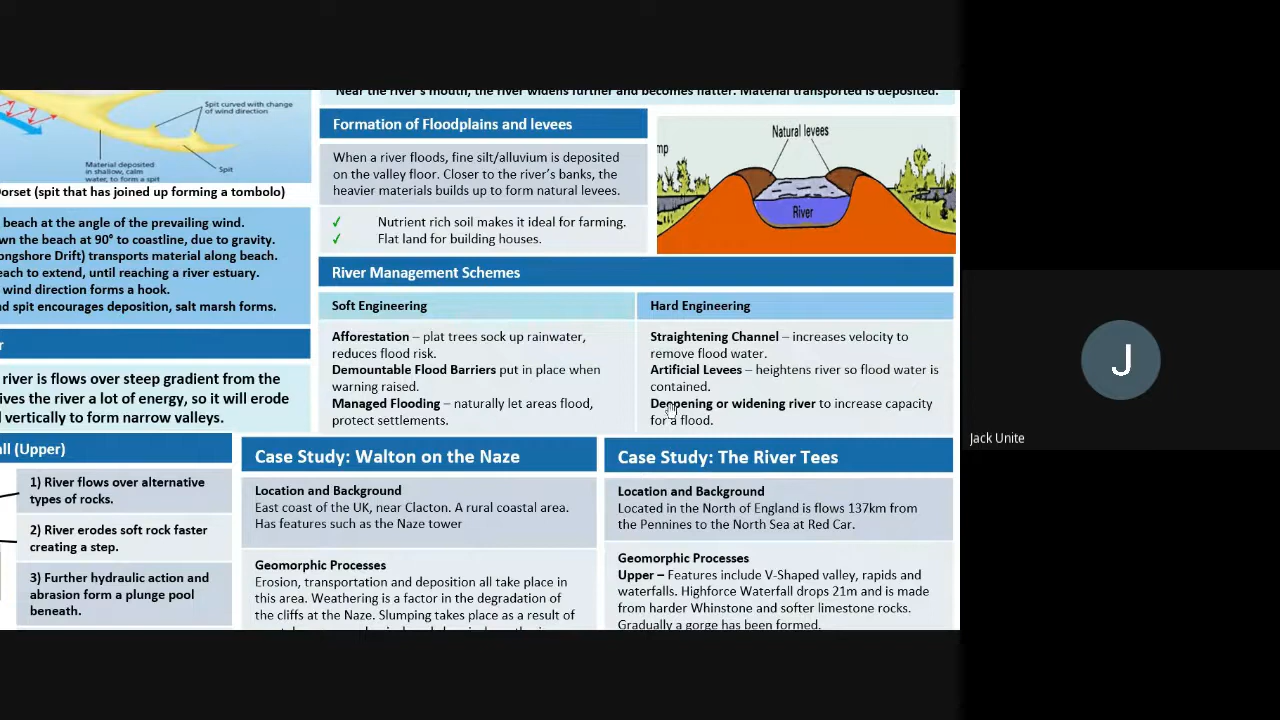 Near the river's mouth, the river widens further and becomes flatter. Material transported is deposited.
Spit curved with change
of wind direction
Material deposited
in shallow, calm
water, to form a spit
Spit
Dorset (spit that has joined up forming a tombolo)
beach at the angle of the prevailing wind.
wn the beach at 90° to coastline, due to gravity.
ongshore Drift) transports material along beach.
each to extend, until reaching a river estuary.
wind direction forms a hook.
nd spit encourages deposition, salt marsh forms.
r
river is flows over steep gradient from the
ives the river a lot of energy, so it will erode
l vertically to form narrow valleys.
all (Upper)
1) River flows over alternative
types of rocks.
2) River erodes soft rock faster
creating a step.
3) Further hydraulic action and
abrasion form a plunge pool
beneath.
Formation of Floodplains and levees
When a river floods, fine silt/alluvium is deposited
on the valley floor. Closer to the river's banks, the
heavier materials builds up to form natural levees.
✓ Nutrient rich soil makes it ideal for farming.
✓ Flat land for building houses.
mp
Natural levees
River
River Management Schemes
Soft Engineering
Afforestation – plat trees sock up rainwater,
reduces flood risk.
Demountable Flood Barriers put in place when
warning raised.
Managed Flooding – naturally let areas flood,
protect settlements.
Hard Engineering
Straightening Channel – increases velocity to
remove flood water.
Artificial Levees – heightens river so flood water is
contained.
Deepening or widening river to increase capacity
for a flood.
Case Study: Walton on the Naze
Location and Background
East coast of the UK, near Clacton. A rural coastal area.
Has features such as the Naze tower
Geomorphic Processes
Erosion, transportation and deposition all take place in
this area. Weathering is a factor in the degradation of
the cliffs at the Naze. Slumping takes place as a result of
Case Study: The River Tees
Location and Background
Located in the North of England is flows 137km from
the Pennines to the North Sea at Red Car.
Geomorphic Processes
Upper – Features include V-Shaped valley, rapids and
waterfalls. Highforce Waterfall drops 21m and is made
from harder Whinstone and softer limestone rocks.
Gradually a gorge has been formed.
J
Jack Unite